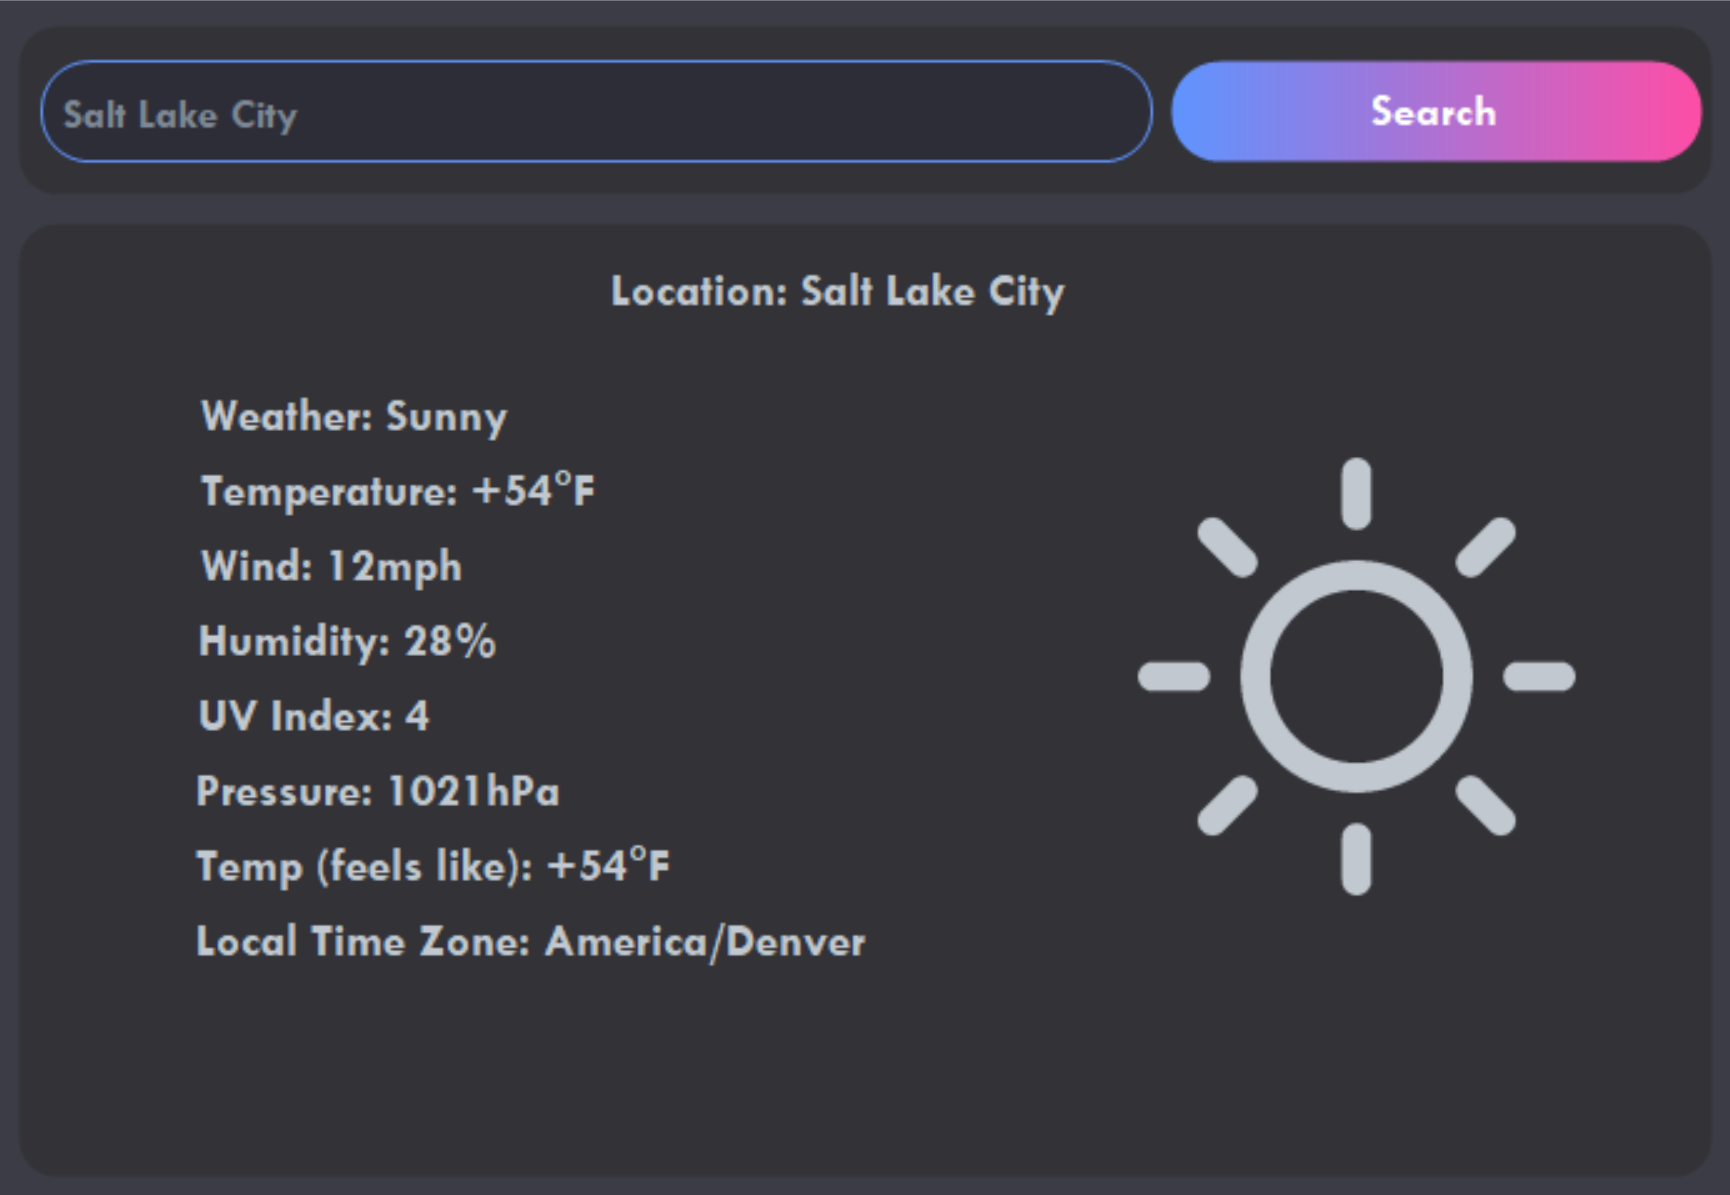 Salt Lake City
Search
Location: Salt Lake City
Weather: Sunny
Temperature: +54°F
Wind: 12mph
Humidity: 28%
UV Index: 4
Pressure: 1021hPa
Temp (feels like): +54°F
Local Time Zone: America/Denver